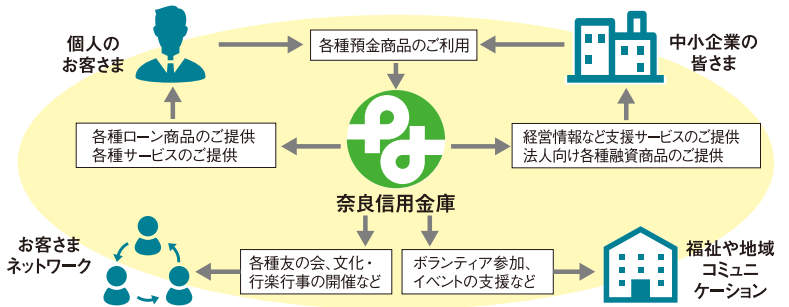 個人の
お客さま
各種預金商品のご利用
中小企業の
皆さま
各種ローン商品のご提供
各種サービスのご提供
経営情報など支援サービスのご提供
法人向け各種融資商品のご提供
奈良信用金庫
お客さま
ネットワーク
各種友の会、文化・
行楽行事の開催など
ボランティア参加、
イベントの支援など
福祉や地域
コミュニ
ケーション